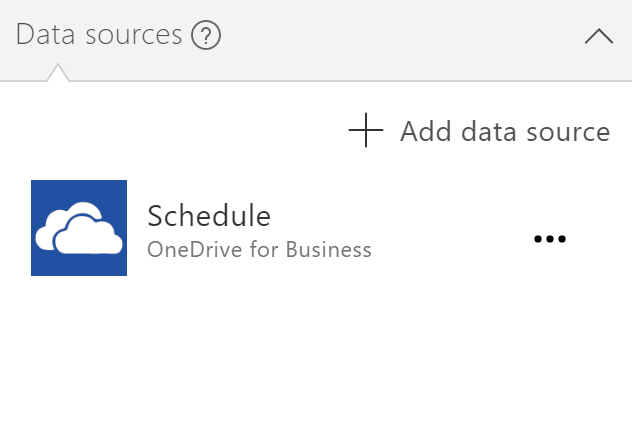 Data sources ?
Add data source
Schedule
OneDrive for Business